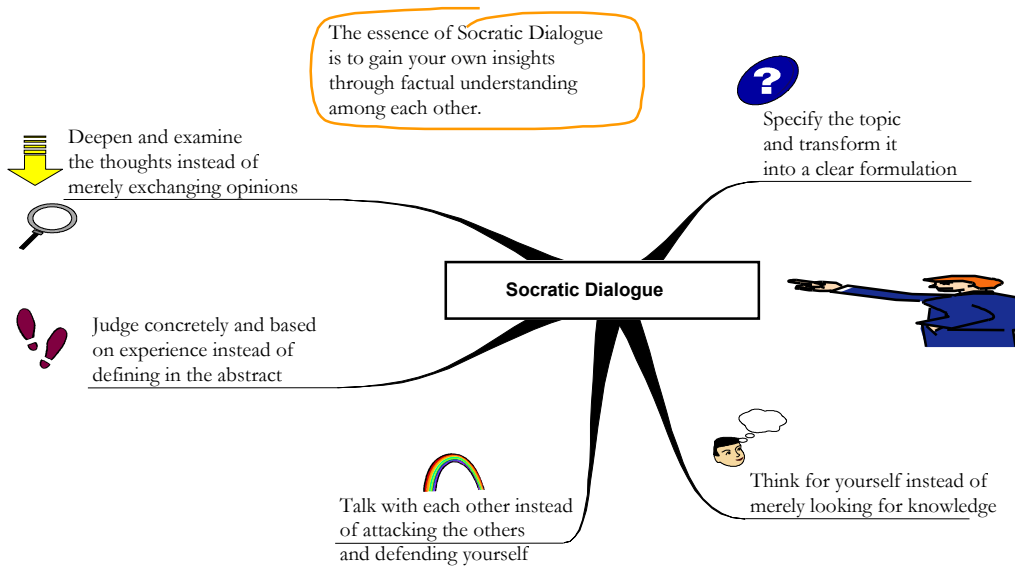 The essence of Socratic Dialogue
is to gain your own insights
through factual understanding
among each other.
?
Specify the topic
and transform it
into a clear formulation
Deepen and examine
the thoughts instead of
merely exchanging opinions
Socratic Dialogue
Judge concretely and based
on experience instead of
defining in the abstract
Think for yourself instead of
merely looking for knowledge
Talk with each other instead
of attacking the others
and defending yourself